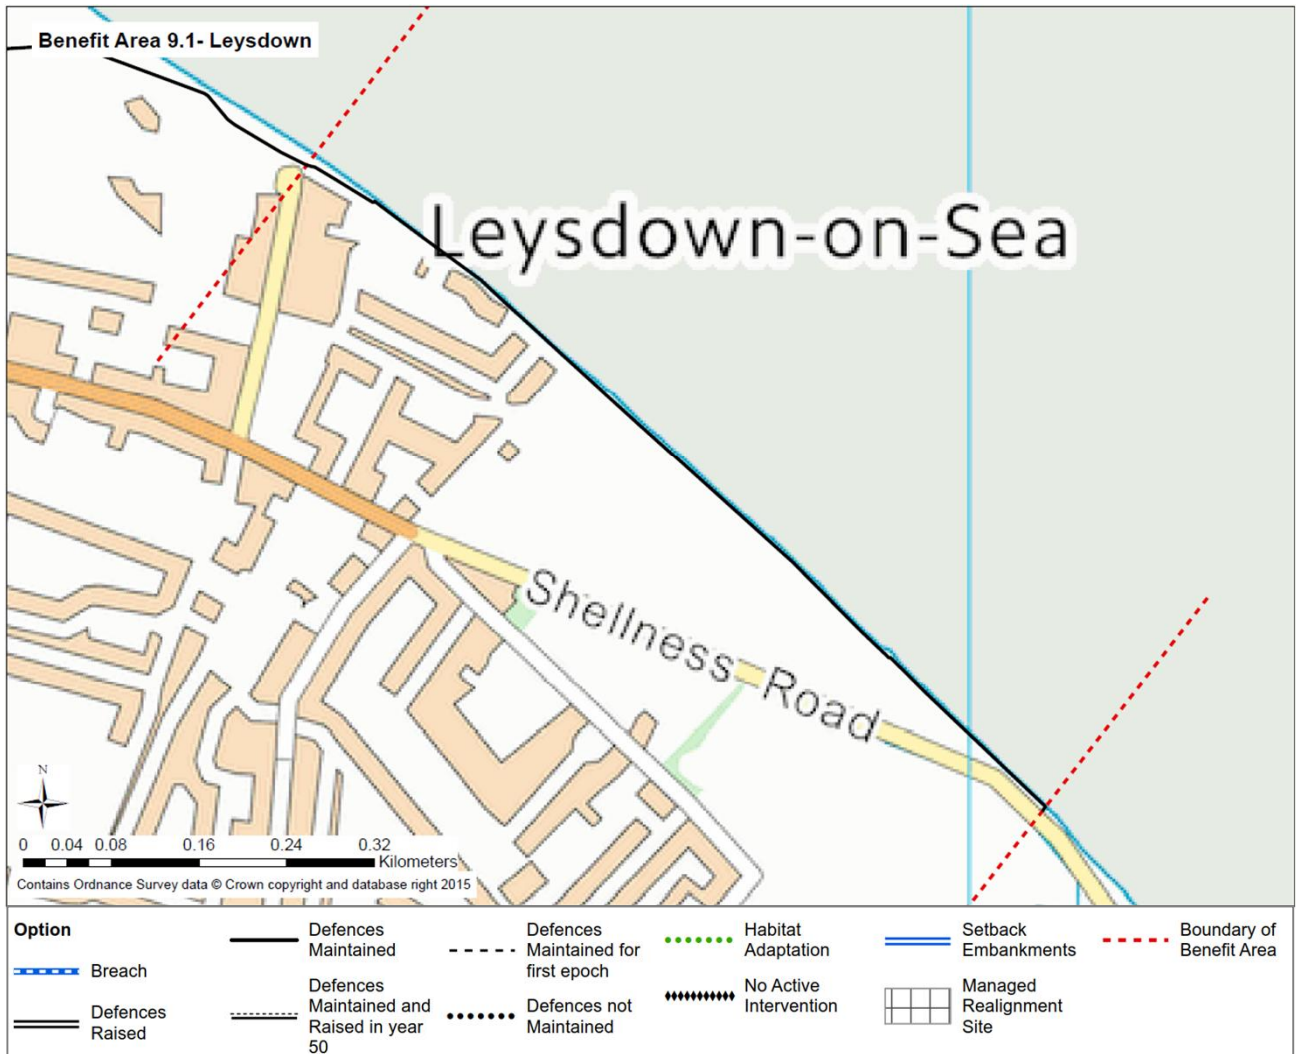 Benefit Area 9.1- Leysdown
Leysdown-on-Sea
Shellness Road
N
0 0.04 0.08 0.16 0.24 0.32
Kilometers
Contains Ordnance Survey data © Crown copyright and database right 2015
Option
Breach
Defences
Raised
Defences
Maintained
Defences
Maintained and
Raised in year
50
Defences
Maintained for
first epoch
Defences not
Maintained
Habitat
Adaptation
No Active
Intervention
Setback
Embankments
Managed
Realignment
Site
Boundary of
Benefit Area